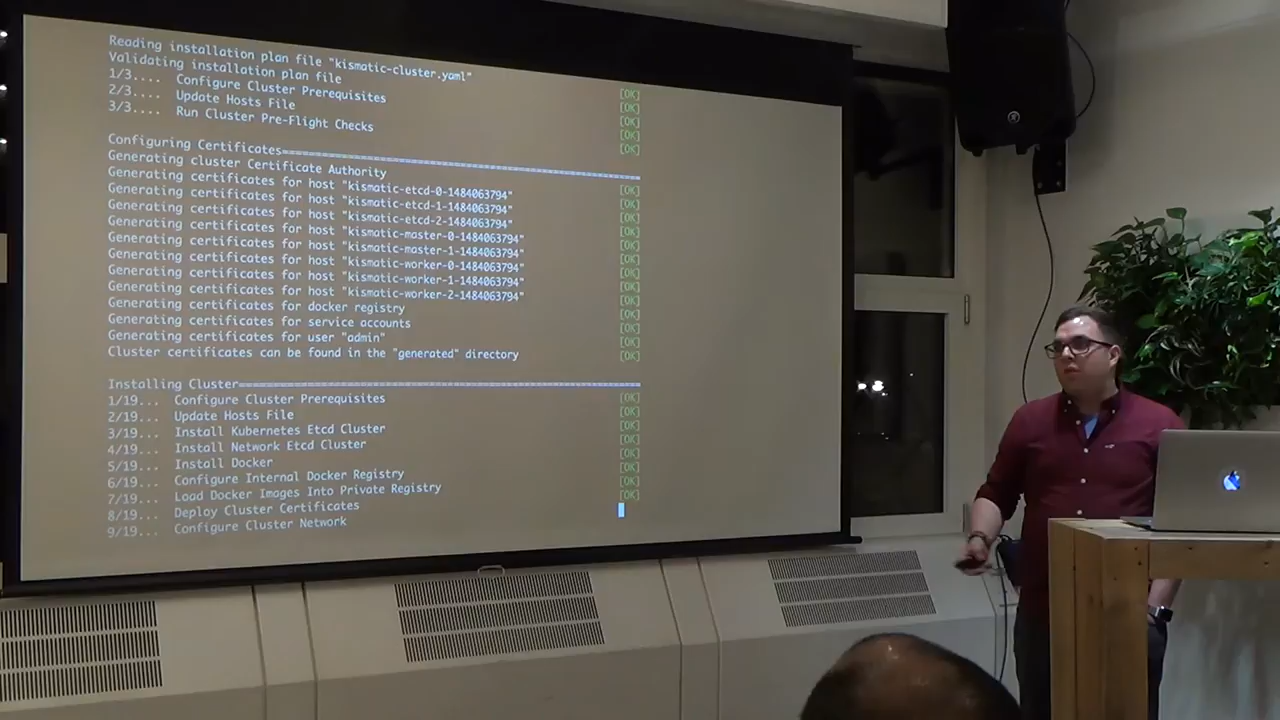 Reading installation plan file "kismatic-cluster.yaml"
Validating installation plan file [OK]
1/3.... Configure Cluster Prerequisites [OK]
2/3.... Update Hosts File [OK]
3/3.... Run Cluster Pre-Flight Checks [OK]
Configuring Certificates==============================
Generating cluster Certificate Authority [OK]
Generating certificates for host "kismatic-etcd-0-1484063794" [OK]
Generating certificates for host "kismatic-etcd-1-1484063794" [OK]
Generating certificates for host "kismatic-etcd-2-1484063794" [OK]
Generating certificates for host "kismatic-master-0-1484063794" [OK]
Generating certificates for host "kismatic-master-1-1484063794" [OK]
Generating certificates for host "kismatic-worker-0-1484063794" [OK]
Generating certificates for host "kismatic-worker-1-1484063794" [OK]
Generating certificates for host "kismatic-worker-2-1484063794" [OK]
Generating certificates for docker registry [OK]
Generating certificates for service accounts [OK]
Generating certificates for user "admin" [OK]
Cluster certificates can be found in the "generated" directory [OK]
Installing Cluster==============================
1/19... Configure Cluster Prerequisites [OK]
2/19... Update Hosts File [OK]
3/19... Install Kubernetes Etcd Cluster [OK]
4/19... Install Network Etcd Cluster [OK]
5/19... Install Docker [OK]
6/19... Configure Internal Docker Registry [OK]
7/19... Load Docker Images Into Private Registry [OK]
8/19... Deploy Cluster Certificates [OK]
9/19... Configure Cluster Network